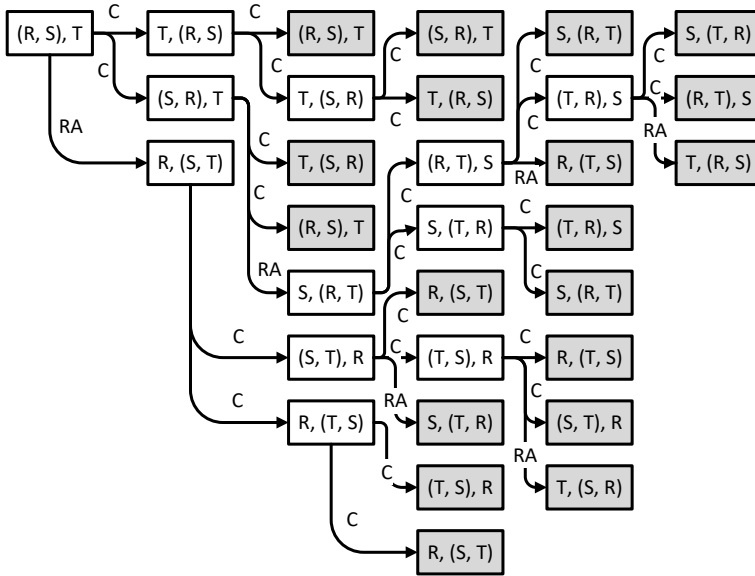 (R, S), T
C
T, (R, S)
C
(R, S), T
(S, R), T
S, (R, T)
C
S, (T, R)
C
C
C
C
C
(S, R), T
T, (S, R)
C
T, (R, S)
C
(T, R), S
C
(R, T), S
RA
C
RA
R, (S, T)
T, (S, R)
(R, T), S
RA
R, (T, S)
T, (R, S)
C
(R, S), T
S, (T, R)
C
(T, R), S
C
RA
S, (R, T)
R, (S, T)
C
S, (R, T)
C
C
(S, T), R
C
(T, S), R
C
R, (T, S)
C
C
RA
R, (T, S)
S, (T, R)
(S, T), R
RA
C
(T, S), R
T, (S, R)
C
R, (S, T)